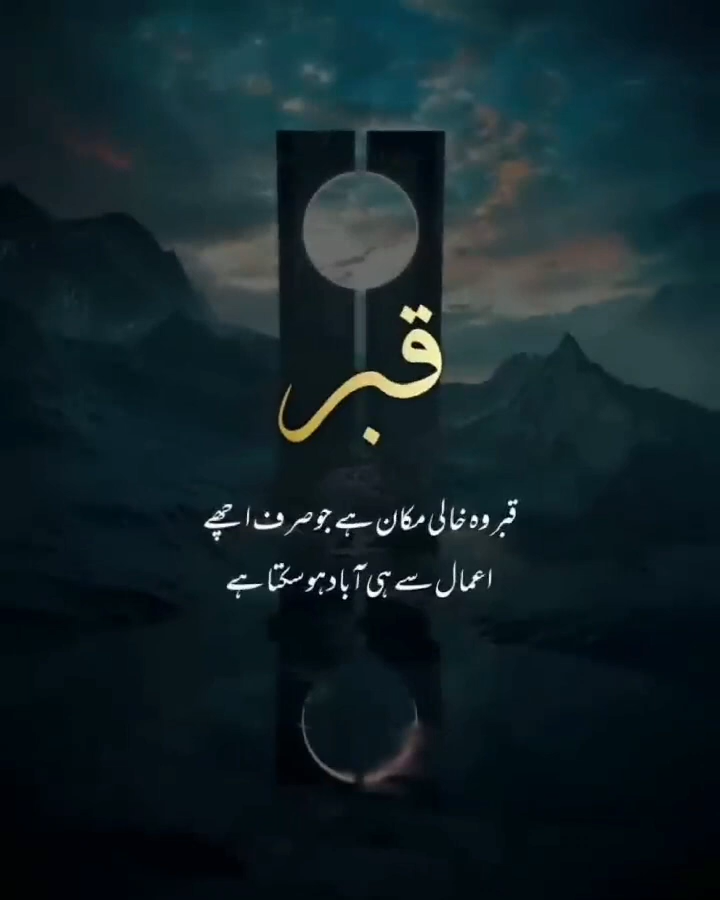 قبر
قبر وہ خالی مکان ہے جو صرف اچھے
اعمال سے ہی آباد ہو سکتا ہے